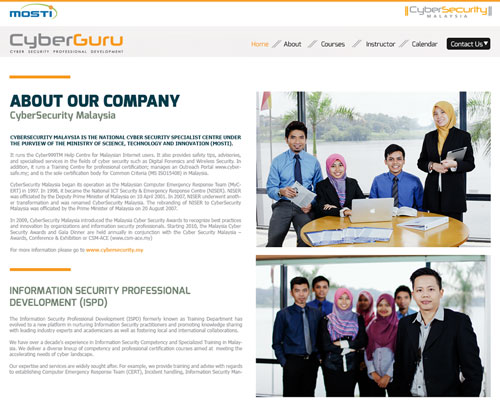 MOSTI
CyberSecurity
MALAYSIA
CyberGuru
CYBER SECURITY PROFESSIONAL DEVELOPMENT
Home // About // Courses // Instructor // Calendar
Contact Us ▼
ABOUT OUR COMPANY
CyberSecurity Malaysia
CYBERSECURITY MALAYSIA IS THE NATIONAL CYBER SECURITY SPECIALIST CENTRE UNDER
THE PURVIEW OF THE MINISTRY OF SCIENCE, TECHNOLOGY AND INNOVATION (MOSTI).
It runs the Cyber999TM Help Centre for Malaysian Internet users. It also provides safety tips, advisories,
and specialised services in the fields of cyber security such as Digital Forensics and Wireless Security. In
addition, it runs a Training Centre for professional certification; manages an Outreach Portal www.cyber-
safe.my; and is the sole certification body for Common Criteria (MS ISO15408) in Malaysia.
CyberSecurity Malaysia began its operation as the Malaysian Computer Emergency Response Team (MyC-
ERT) in 1997. In 1998, it became the National ICT Security & Emergency Response Centre (NISER). NISER
was officiated by the Deputy Prime Minister of Malaysia on 10 April 2001. In 2007, NISER underwent anoth-
er transformation and was renamed CyberSecurity Malaysia. The rebranding of NISER to CyberSecurity
Malaysia was officiated by the Prime Minister of Malaysia on 20 August 2007.
In 2009, CyberSecurity Malaysia introduced the Malaysia Cyber Security Awards to recognise best practices
and innovation by organisations and information security professionals. Starting 2010, the Malaysia Cyber
Security Awards and Gala Dinner are held annually in conjunction with the Cyber Security Malaysia –
Awards, Conference & Exhibition or CSM-ACE (www.csm-ace.my)
For more information please go to www.cybersecurity.my
INFORMATION SECURITY PROFESSIONAL
DEVELOPMENT (ISPD)
The Information Security Professional Development (ISPD) formerly known as Training Department has
evolved to a new platform in nurturing Information Security practitioners and promoting knowledge sharing
with leading industry experts and academicians as well as fostering local and international collaborations.
We have over a decade's experience in Information Security Competency and Specialised Training in Malay-
sia. We deliver a diverse lineup of competency and professional certification courses aimed at meeting the
accelerating needs of cyber landscape.
Our expertise and services are widely sought after. For example, we provide training and advise with regards
to establishing Computer Emergency Response Team (CERT), Incident handling, Information Security Man-